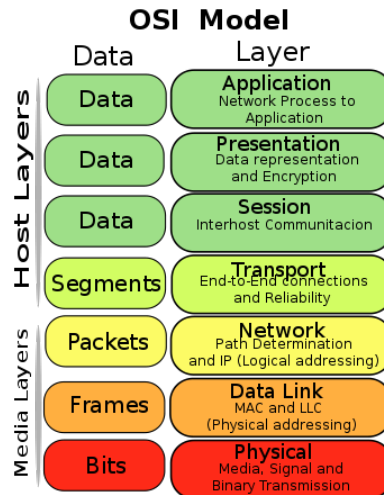 OSI Model
Data
Layer
Host Layers
Data
Application
Network Process to
Application
Data
Presentation
Data representation
and Encryption
Data
Session
Interhost Communitacion
Segments
Transport
End-to-End connections
and Reliability
Media Layers
Packets
Network
Path Determination
and IP (Logical addressing)
Frames
Data Link
MAC and LLC
(Physical addressing)
Bits
Physical
Media, Signal and
Binary Transmission